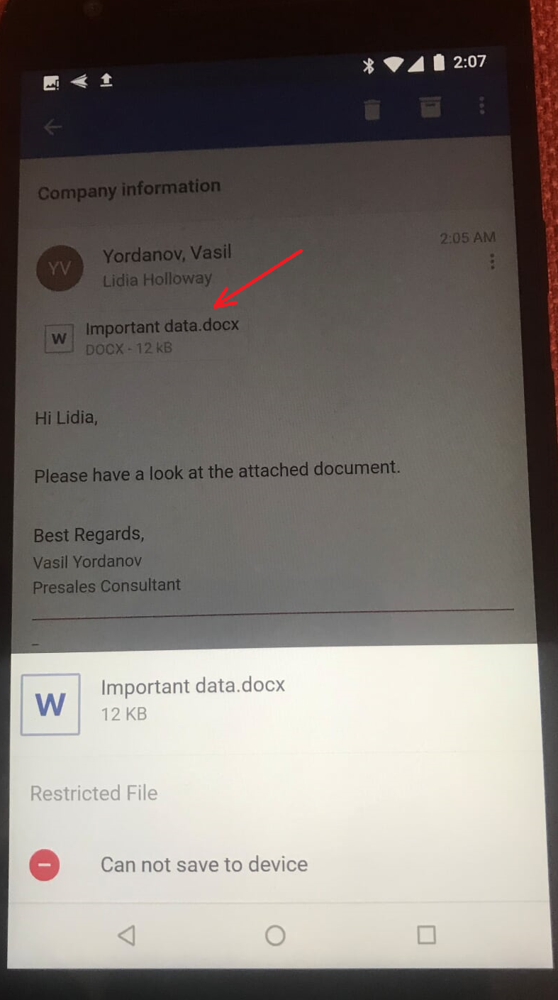 2:07
Company information
YV
Yordanov, Vasil
2:05 AM
Lidia Holloway
W
Important data.docx
DOCX - 12 kB
Hi Lidia,
Please have a look at the attached document.
Best Regards,
Vasil Yordanov
Presales Consultant
W
Important data.docx
12 KB
Restricted File
Can not save to device